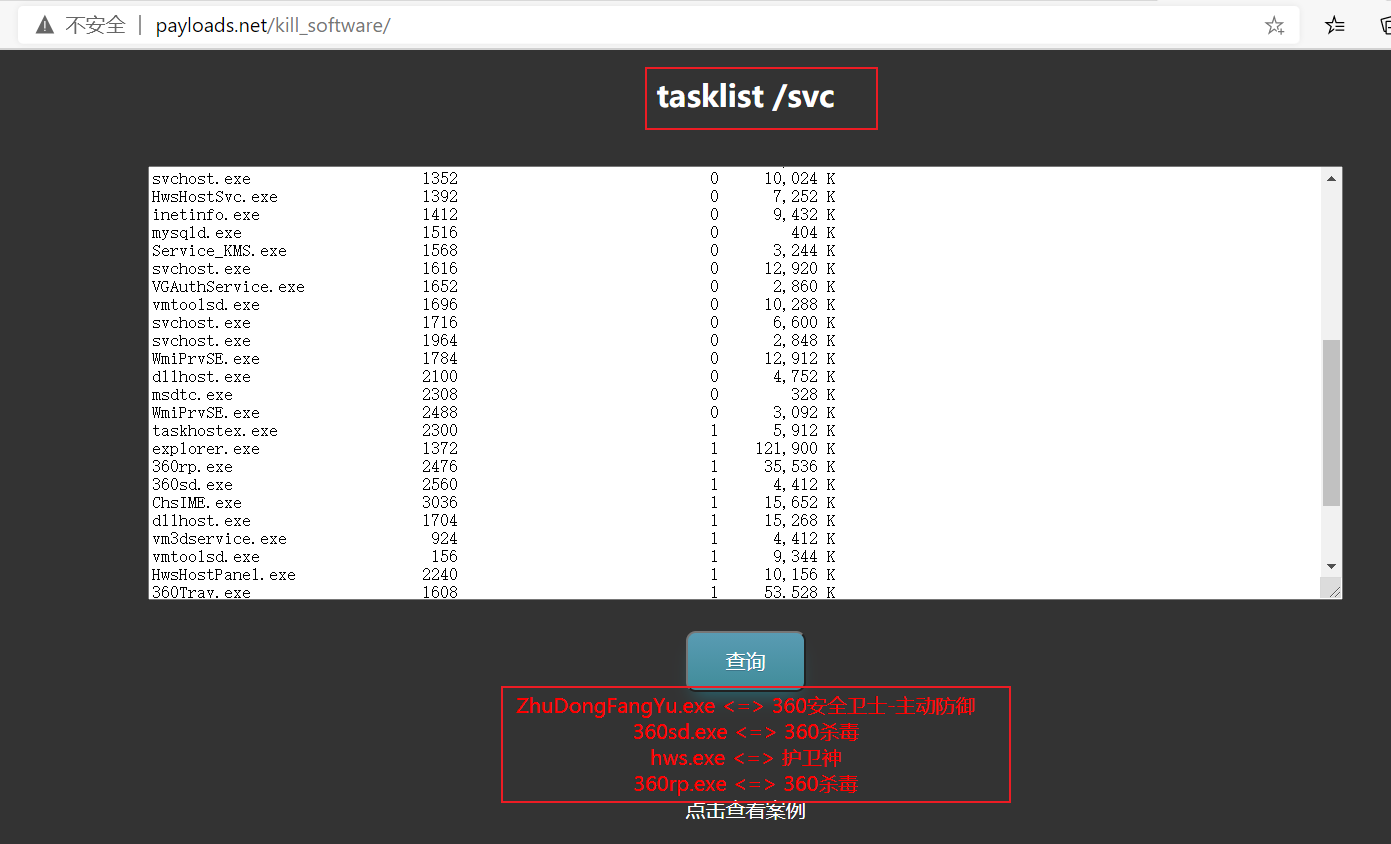 不安全 | payloads.net/kill_software/
tasklist /svc
svchost.exe 1352 0 10,024 K
HwsHostSvc.exe 1392 0 7,252 K
inetinfo.exe 1412 0 9,432 K
mysqld.exe 1516 0 404 K
Service_KMS.exe 1568 0 3,244 K
svchost.exe 1616 0 12,920 K
VGAuthService.exe 1652 0 2,860 K
vmtoolsd.exe 1696 0 10,288 K
svchost.exe 1716 0 6,600 K
svchost.exe 1964 0 2,848 K
WmiPrvSE.exe 1784 0 12,912 K
dllhost.exe 2100 0 4,752 K
msdtc.exe 2308 0 328 K
WmiPrvSE.exe 2488 0 3,092 K
taskhostex.exe 2300 1 5,912 K
explorer.exe 1372 1 121,900 K
360rp.exe 2476 1 35,536 K
360sd.exe 2560 1 4,412 K
ChsIME.exe 3036 1 15,652 K
dllhost.exe 1704 1 15,268 K
vm3dservice.exe 924 1 4,412 K
vmtoolsd.exe 156 1 9,344 K
HwsHostPanel.exe 2240 1 10,156 K
360Tray.exe 1608 1 53,528 K
查询
ZhuDongFangYu.exe <=> 360安全卫士-主动防御
360sd.exe <=> 360杀毒
hws.exe <=> 护卫神
360rp.exe <=> 360杀毒
点击查看案例